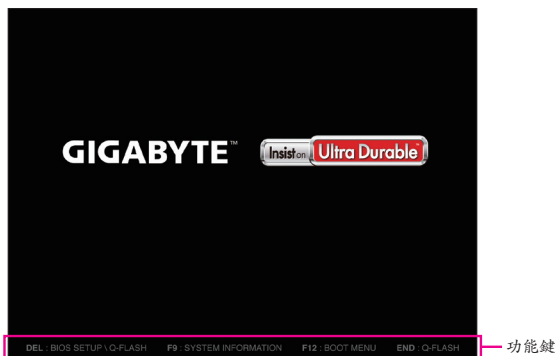 GIGABYTE™
Insist on Ultra Durable™
DEL : BIOS SETUP \ Q-FLASH F9 : SYSTEM INFORMATION F12 : BOOT MENU END : Q-FLASH
功能鍵